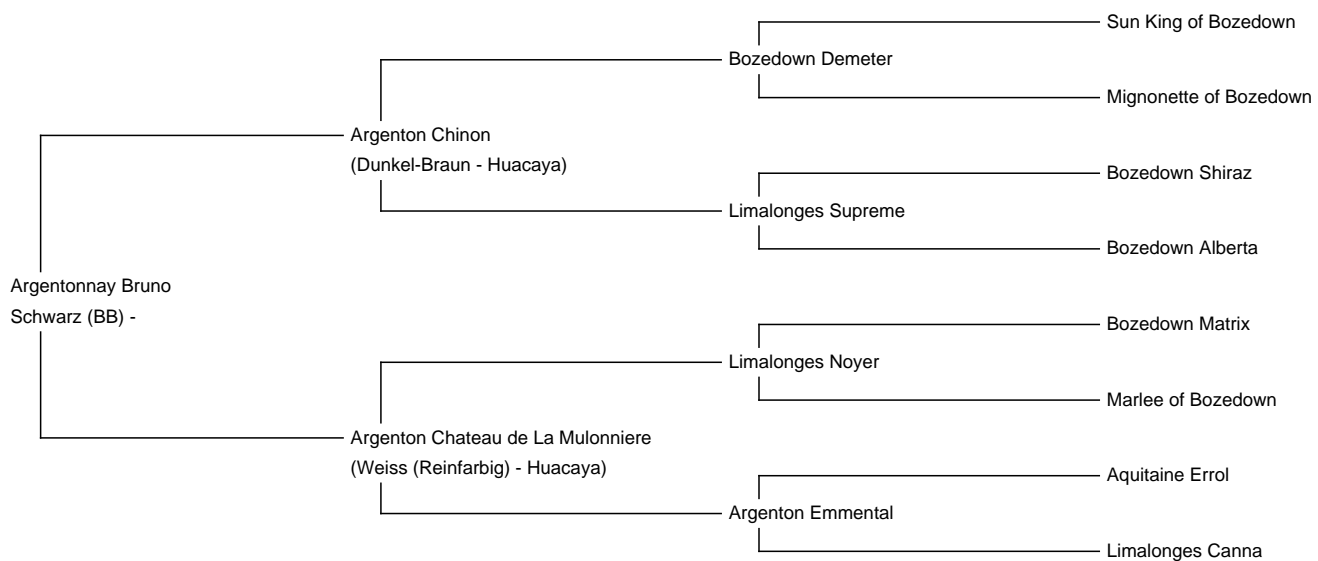 Sun King of Bozedown
Bozedown Demeter
Mignonette of Bozedown
Argenton Chinon
(Dunkel-Braun - Huacaya)
Bozedown Shiraz
Limalonges Supreme
Bozedown Alberta
Argentonnay Bruno
Schwarz (BB) -
Bozedown Matrix
Limalonges Noyer
Marlee of Bozedown
Argenton Chateau de La Mulonniere
(Weiss (Reinfarbig) - Huacaya)
Aquitaine Errol
Argenton Emmental
Limalonges Canna